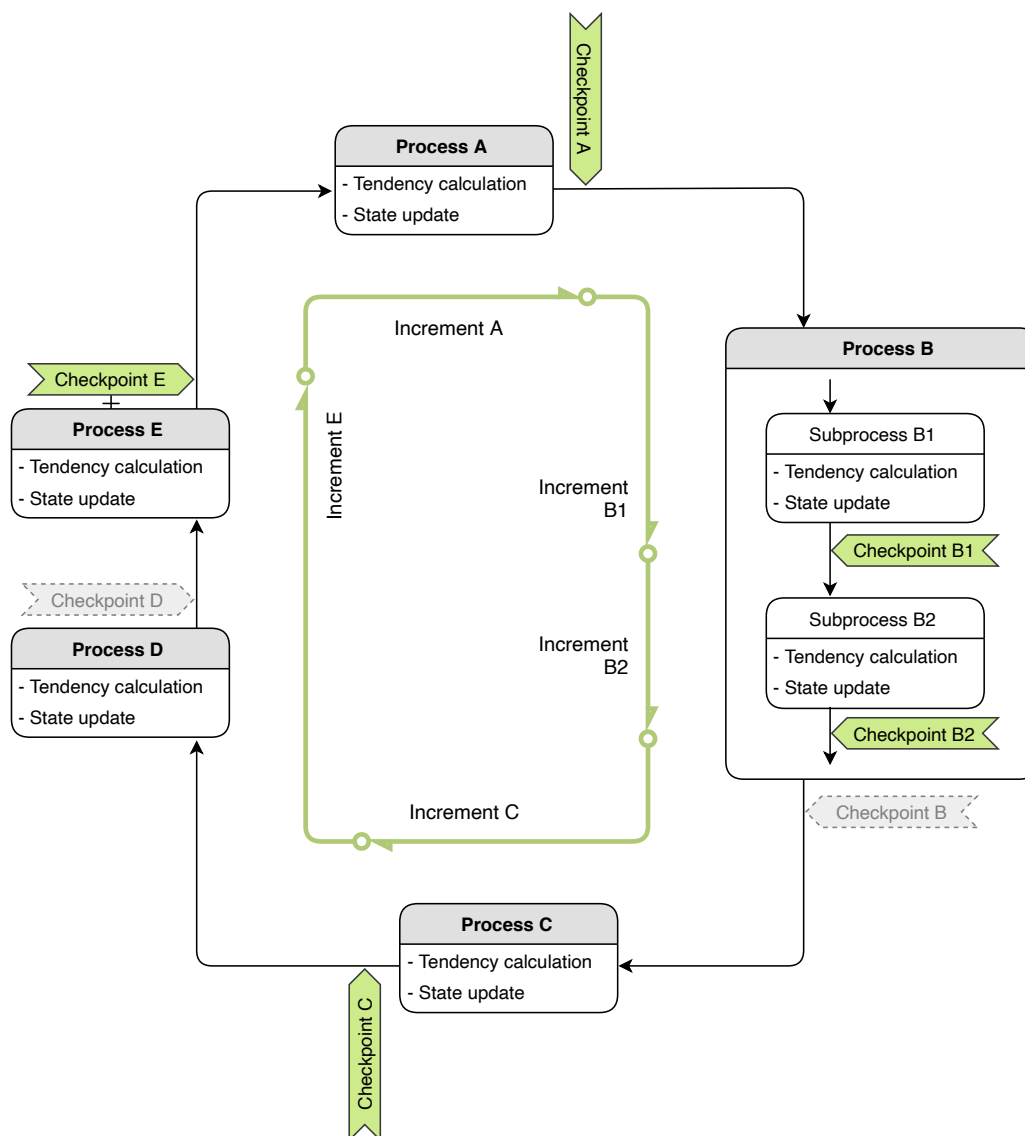 Checkpoint A
Process A
- Tendency calculation
- State update
Increment A
Process B
Checkpoint E
Process E
- Tendency calculation
- State update
Increment E
Increment
B1
Subprocess B1
- Tendency calculation
- State update
Checkpoint B1
Checkpoint D
Process D
- Tendency calculation
- State update
Increment
B2
Subprocess B2
- Tendency calculation
- State update
Checkpoint B2
Increment C
Checkpoint B
Process C
- Tendency calculation
- State update
Checkpoint C